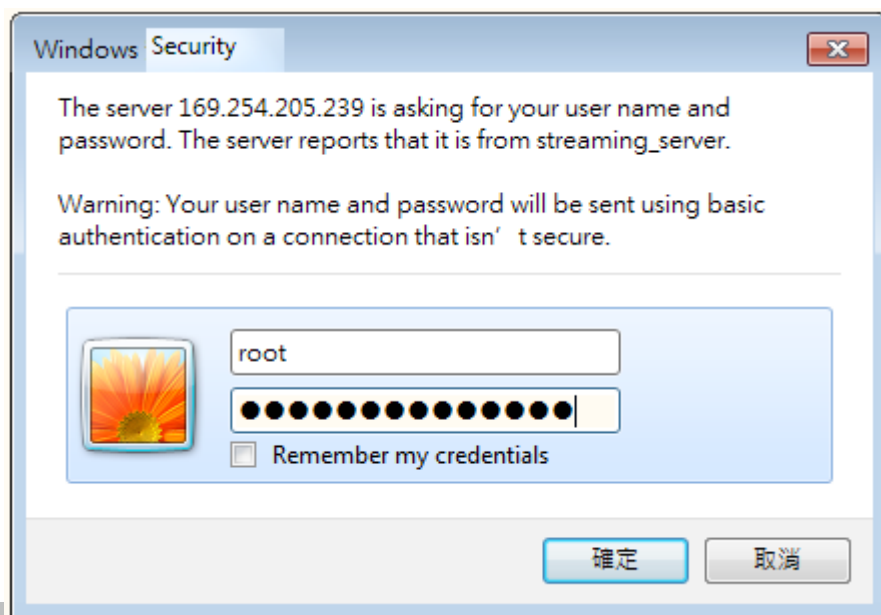 Windows Security
The server 169.254.205.239 is asking for your user name and
password. The server reports that it is from streaming_server.
Warning: Your user name and password will be sent using basic
authentication on a connection that isn’ t secure.
root
●●●●●●●●●●●●●●
Remember my credentials
確定 取消